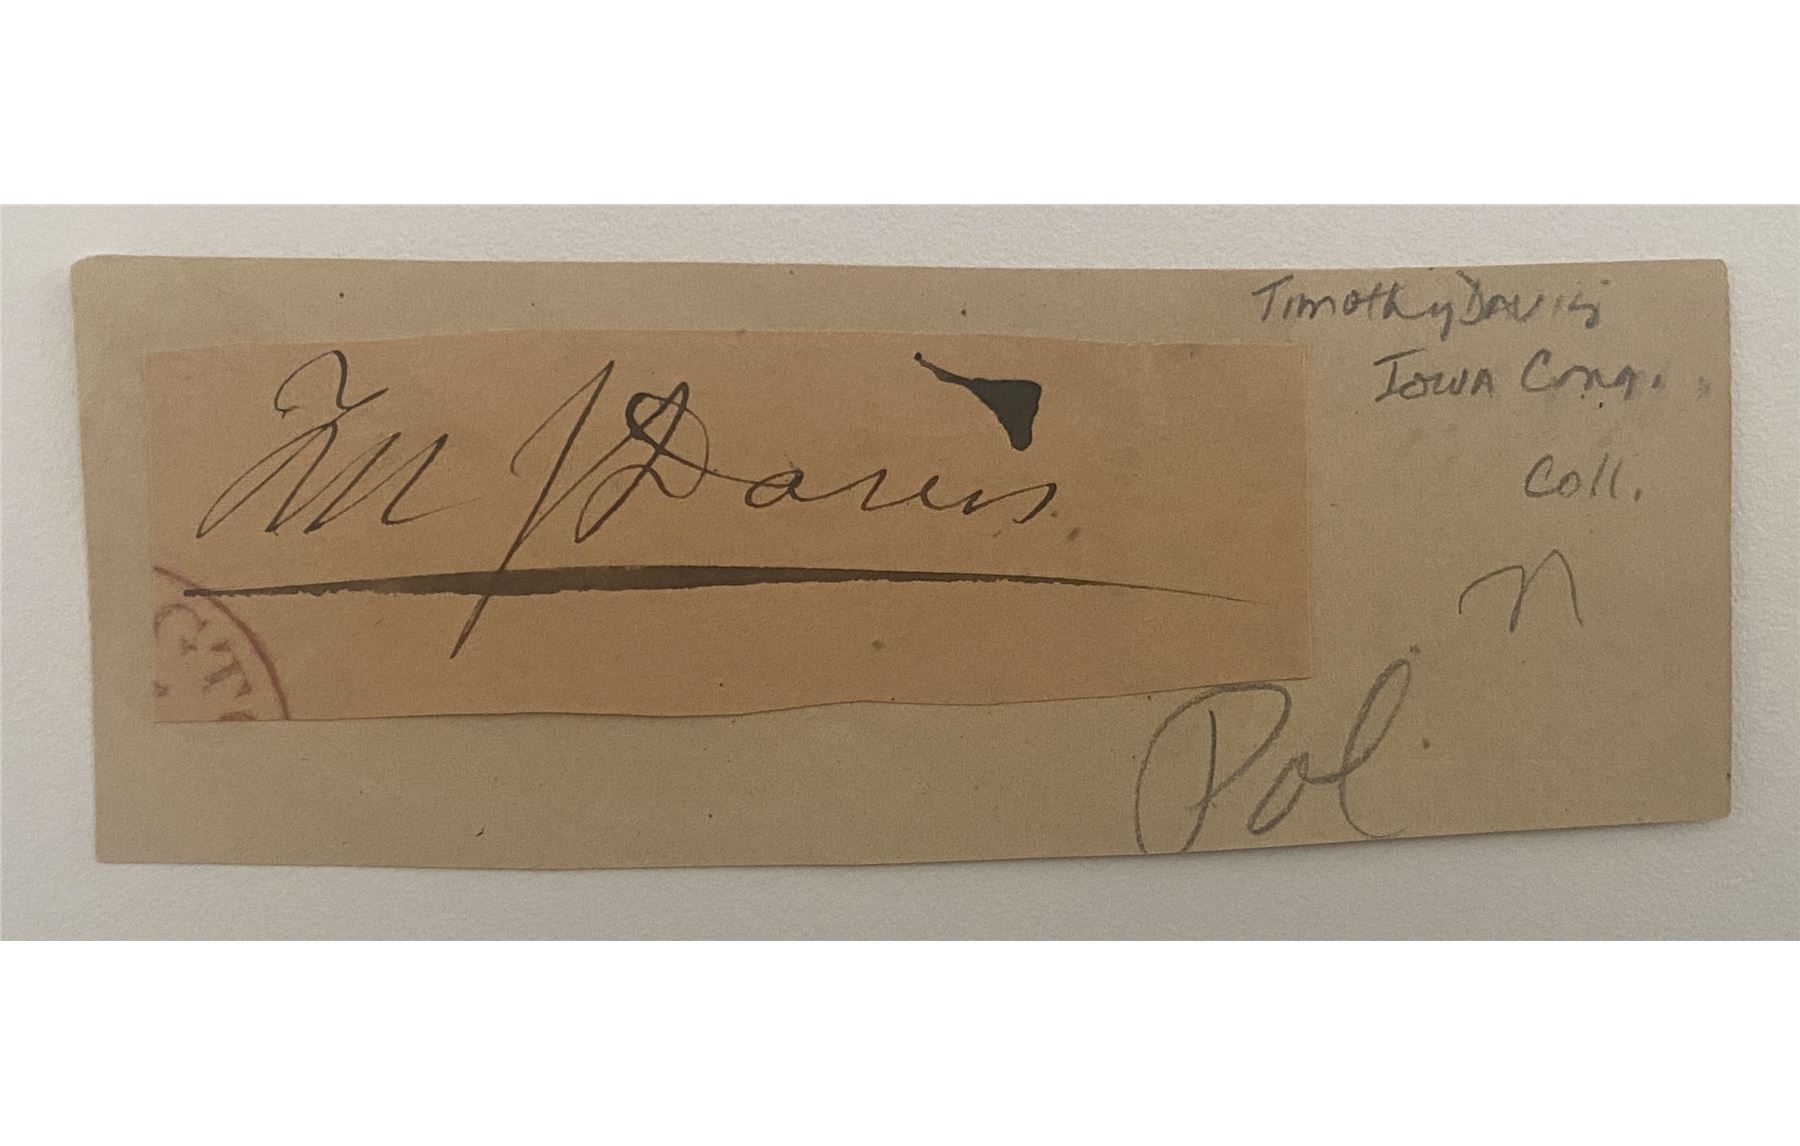 Timothy Davis
Iowa Cong.
Davis.
Coll.
n
Pol.